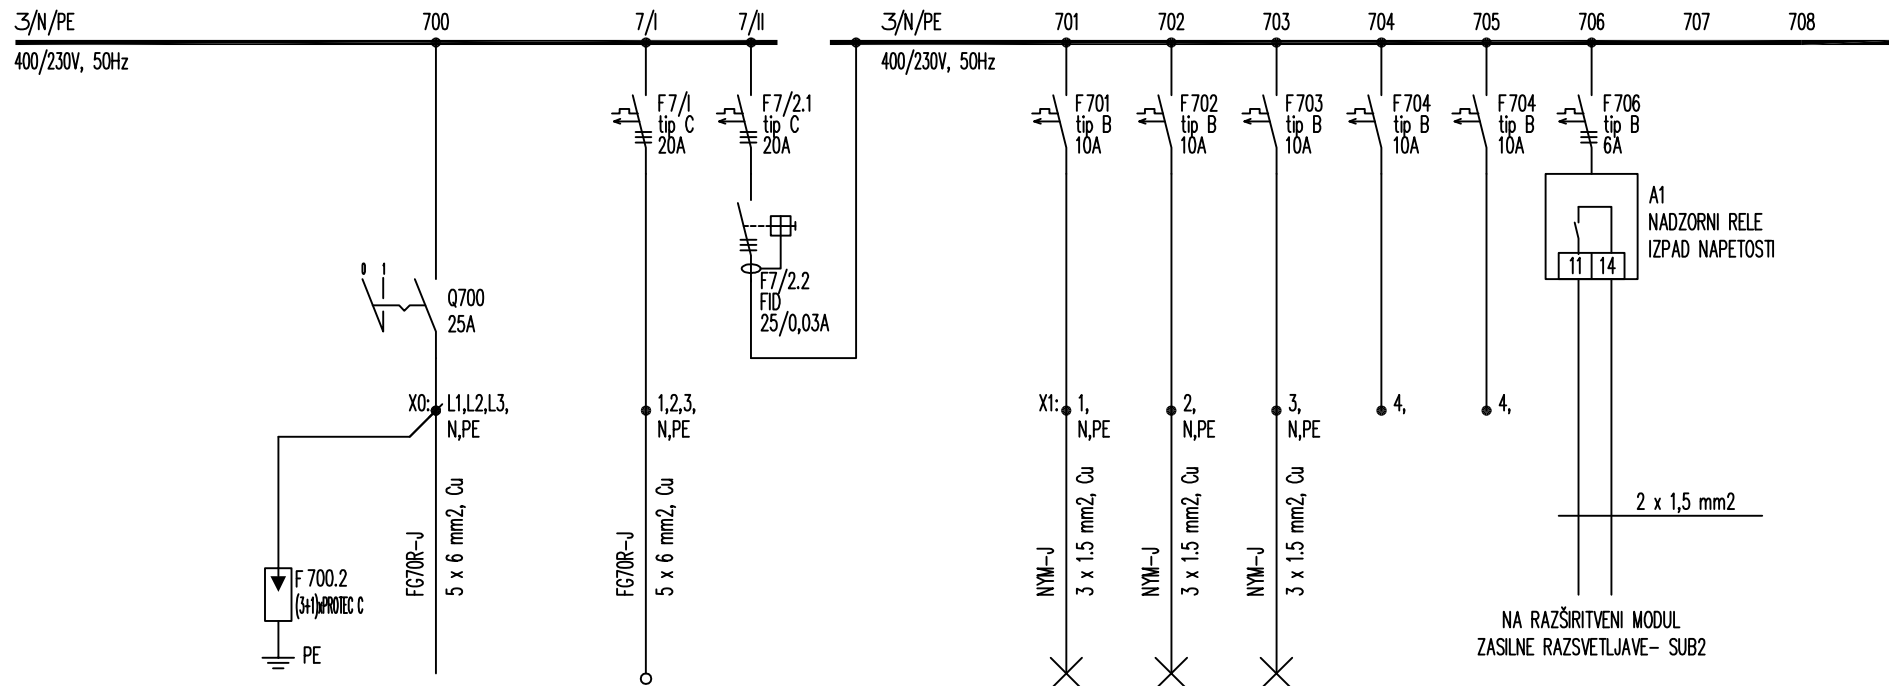 3/N/PE
700
7/I
7/II
3/N/PE
701
702
703
704
705
706
707
708
400/230V, 50Hz
400/230V, 50Hz
F7/I
tip C
20A
F7/2.1
tip C
20A
F701
tip B
10A
F702
tip B
10A
F703
tip B
10A
F704
tip B
10A
F704
tip B
10A
F706
tip B
6A
A1
NADZORNI RELE
IZPAD NAPETOSTI
11
14
0
1
Q700
25A
F7/2.2
FID
25/0,03A
X0:
L1,L2,L3,
N,PE
1,2,3,
N,PE
X1:
1,
N,PE
2,
N,PE
3,
N,PE
4,
4,
FG70R-J
5 x 6 mm2, Cu
FG70R-J
5 x 6 mm2, Cu
NYM-J
3 x 1.5 mm2, Cu
NYM-J
3 x 1.5 mm2, Cu
NYM-J
3 x 1.5 mm2, Cu
2 x 1,5 mm2
F 700.2
(3+1)xPROTEC C
PE
NA RAZŠIRITVENI MODUL
ZASILNE RAZSVETLJAVE- SUB2